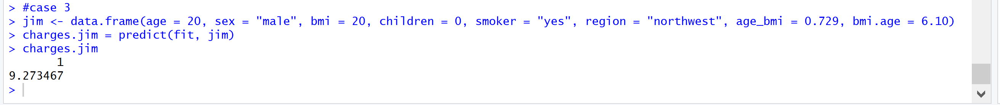 > #case 3
> jim <- data.frame(age = 20, sex = "male", bmi = 20, children = 0, smoker = "yes", region = "northwest", age_bmi = 0.729, bmi.age = 6.10)
> charges.jim = predict(fit, jim)
> charges.jim
       1
9.273467
>